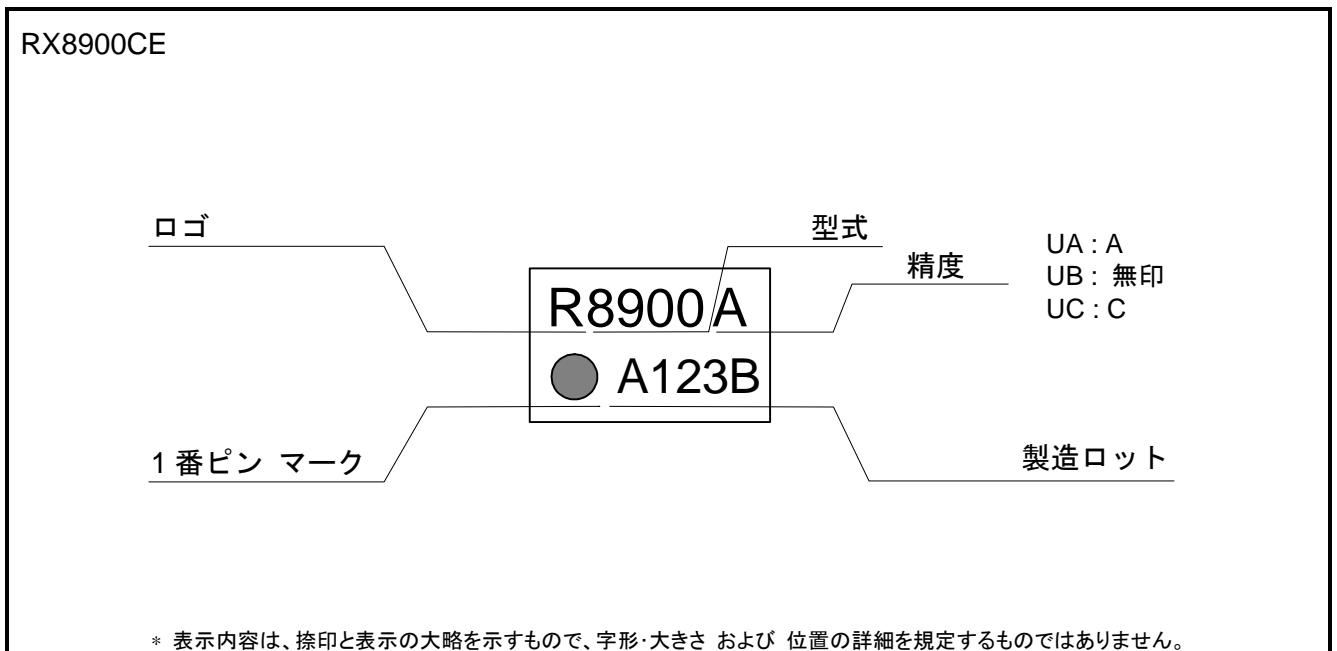 RX8900CE
ロゴ
型式
精度
UA : A
UB : 無印
UC : C
R8900 A
A123B
1 番ピン マーク
製造ロット
* 表示内容は、捺印と表示の大略を示すもので、字形・大きさ および 位置の詳細を規定するものではありません。